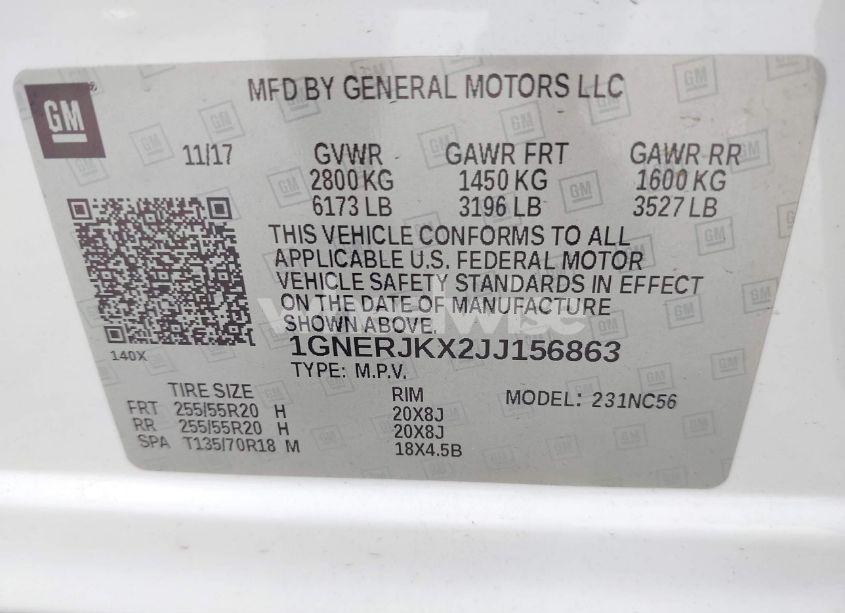 GM
MFD BY GENERAL MOTORS LLC
11/17 GVWR GAWR FRT GAWR RR
2800 KG 1450 KG 1600 KG
6173 LB 3196 LB 3527 LB
THIS VEHICLE CONFORMS TO ALL
APPLICABLE U.S. FEDERAL MOTOR
VEHICLE SAFETY STANDARDS IN EFFECT
ON THE DATE OF MANUFACTURE
SHOWN ABOVE.
140X
1GNERJKX2JJ156863
TYPE: M.P.V.
TIRE SIZE RIM MODEL: 231NC56
FRT 255/55R20 H 20X8J
RR 255/55R20 H 20X8J
SPA T135/70R18 M 18X4.5B